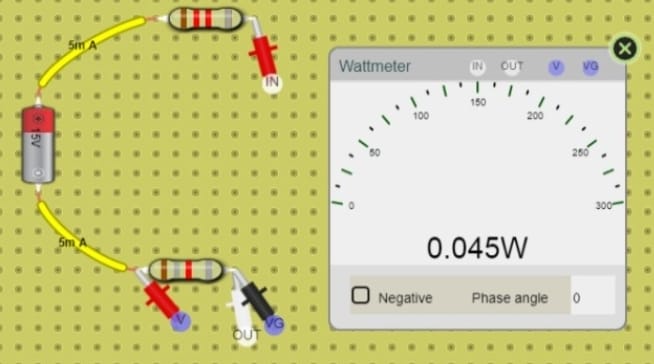 5m A
IN
15V
5m A
V
OUT
VG
Wattmeter
IN
OUT
V
VG
0
50
100
150
200
250
300
0.045W
Negative
Phase angle
0